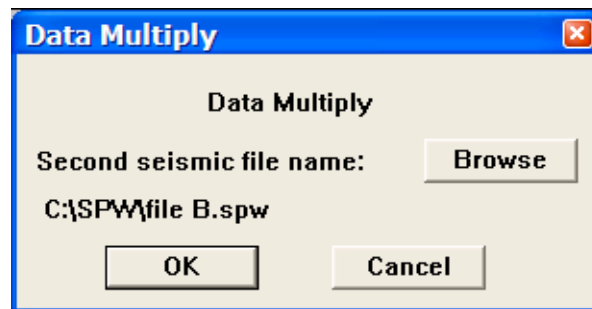 Data Multiply
Data Multiply
Second seismic file name: Browse
C:\SPW\file B.spw
OK Cancel